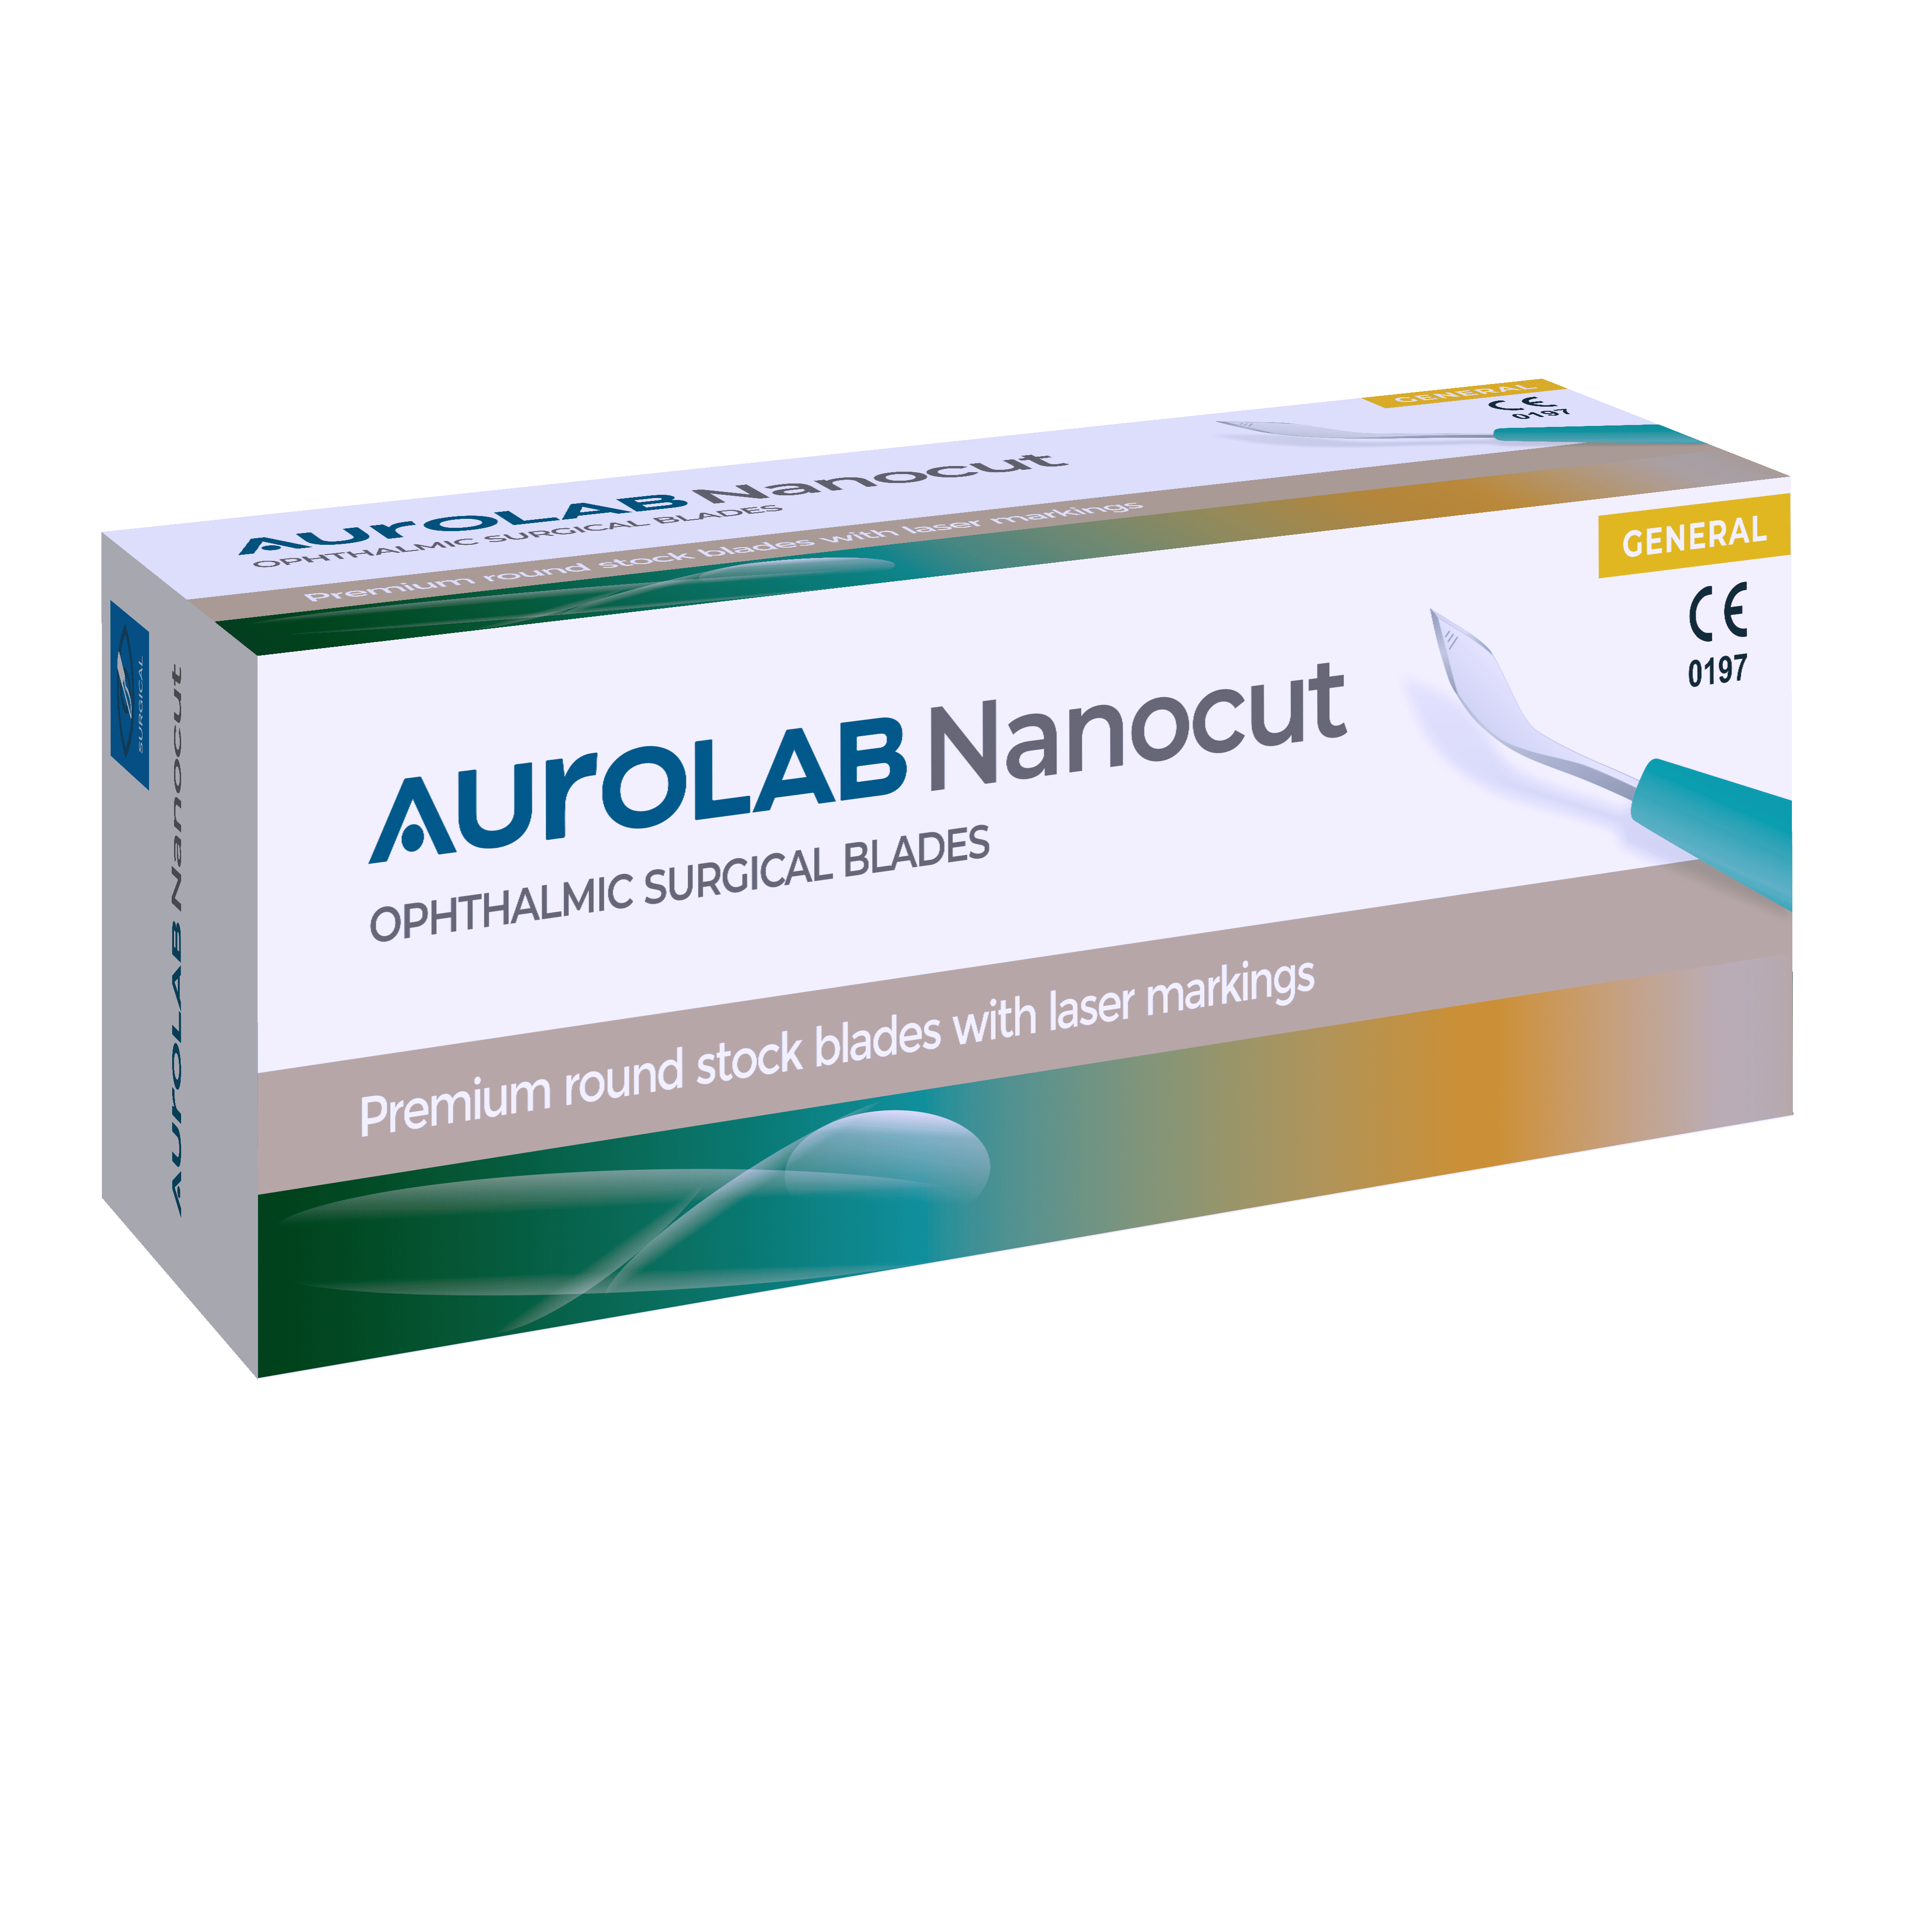 GENERAL
CE
0197
AUROLAB Nanocut
OPHTHALMIC SURGICAL BLADES
Premium round stock blades with laser markings
GENERAL
CE
0197
AUROLAB Nanocut
OPHTHALMIC SURGICAL BLADES
Premium round stock blades with laser markings
SURGICAL
AUROLAB Nanocut